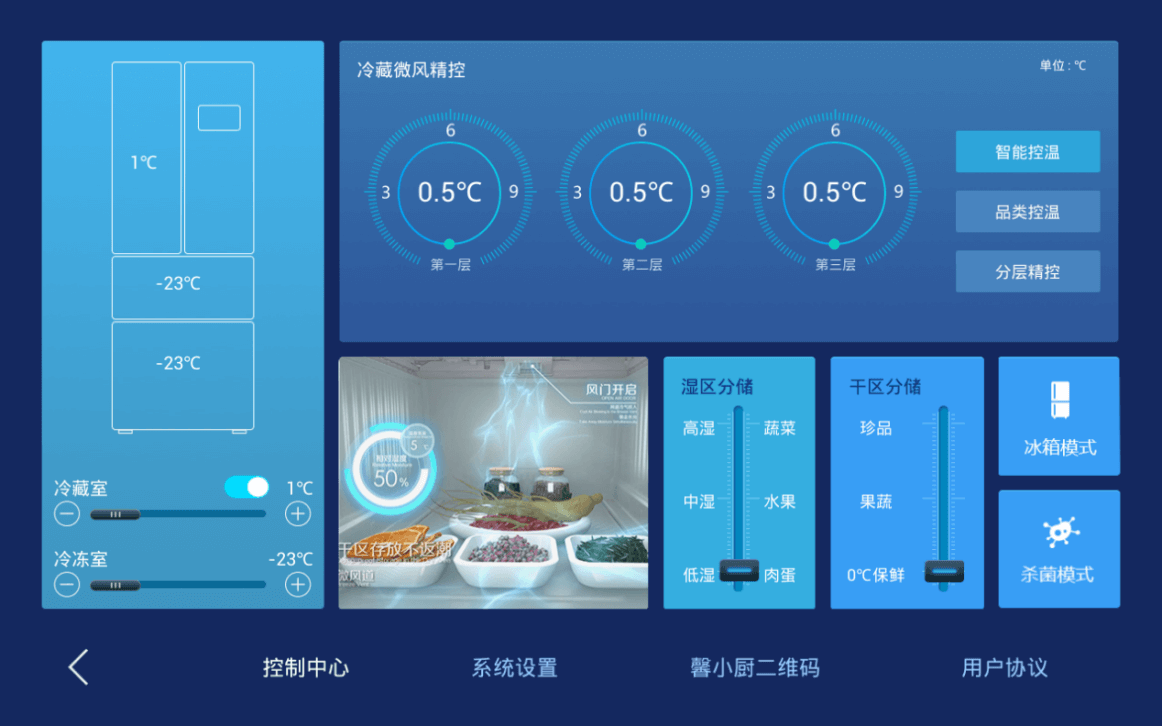 1℃
-23℃
-23℃
冷藏室
1℃
冷冻室
-23℃
冷藏微风精控
单位:℃
6
3
0.5℃
9
第一层
6
3
0.5℃
9
第二层
6
3
0.5℃
9
第三层
智能控温
品类控温
分层精控
风门开启
相对湿度
50%
5℃
干区存放不返潮
微风道
湿区分储
高湿
蔬菜
中湿
水果
低湿
肉蛋
干区分储
珍品
果蔬
0℃保鲜
冰箱模式
杀菌模式
控制中心
系统设置
馨小厨二维码
用户协议